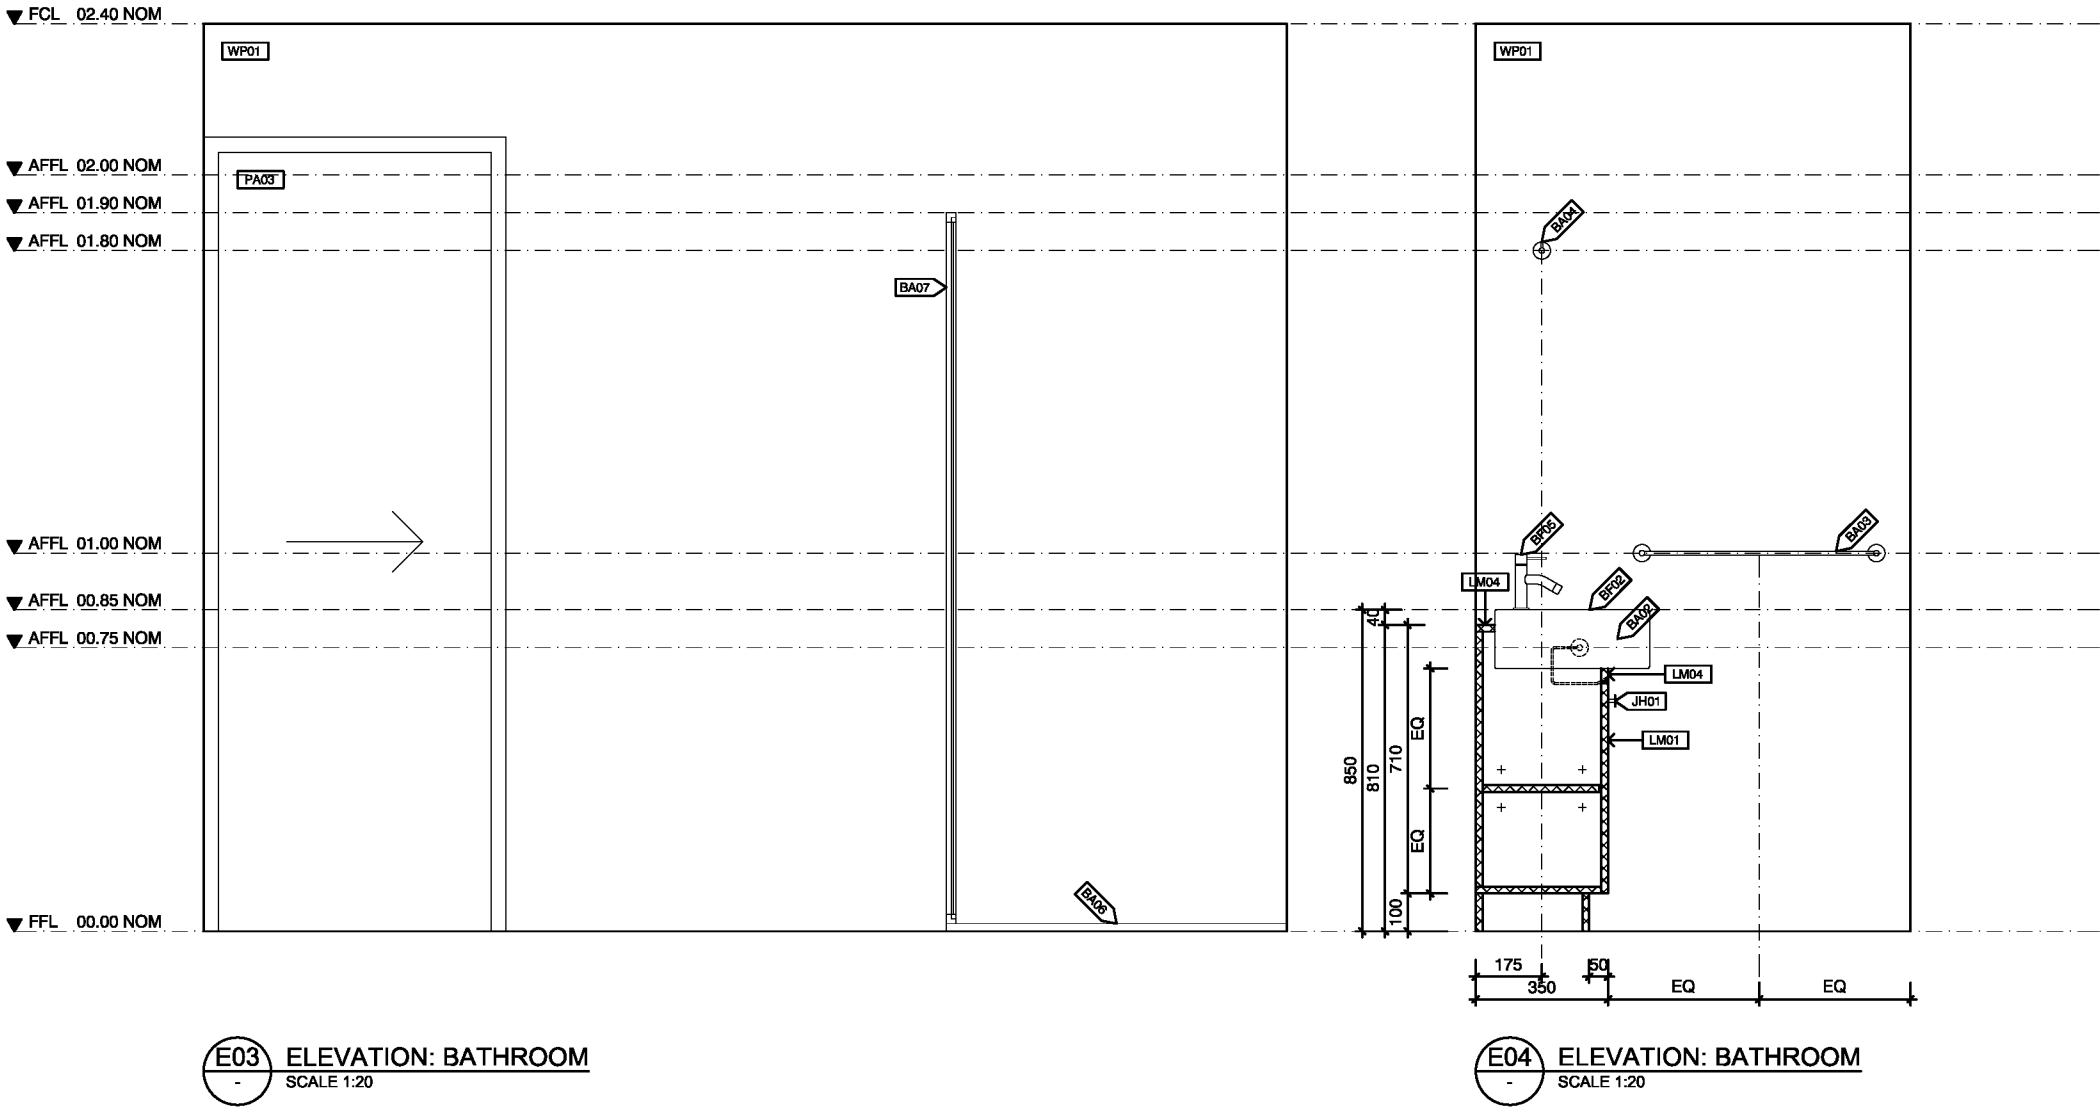 FCL 02.40 NOM
WP01
WP01
AFFL 02.00 NOM
PA03
AFFL 01.90 NOM
BA04
AFFL 01.80 NOM
BA07
BF05
BA03
AFFL 01.00 NOM
LM04
BF02
AFFL 00.85 NOM
40
BA02
AFFL 00.75 NOM
LM04
JH01
EQ
LM01
850
810
710
EQ
BA06
100
FFL 00.00 NOM
175
50
350
EQ
EQ
E03
-
ELEVATION: BATHROOM
SCALE 1:20
E04
-
ELEVATION: BATHROOM
SCALE 1:20